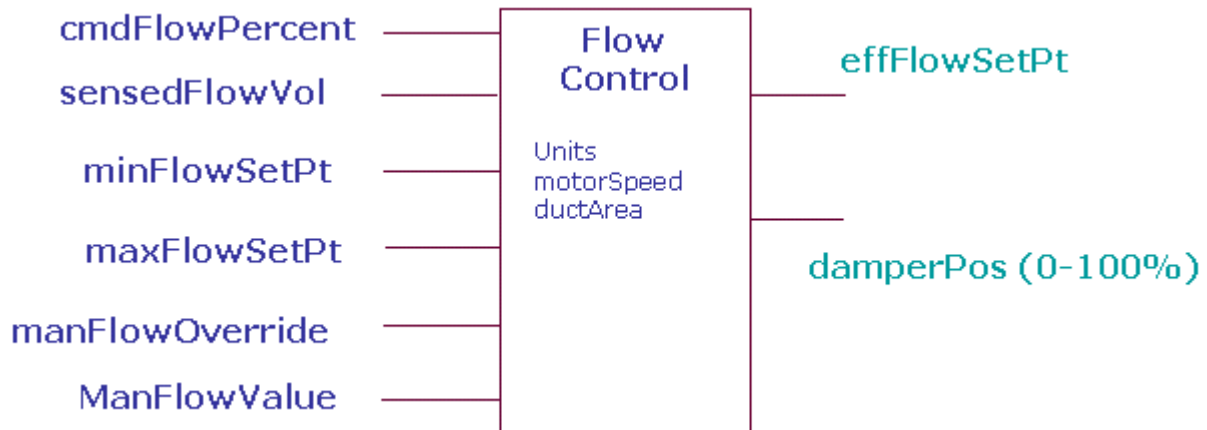 cmdFlowPercent
sensedFlowVol
minFlowSetPt
maxFlowSetPt
manFlowOverride
ManFlowValue
Flow
Control
Units
motorSpeed
ductArea
effFlowSetPt
damperPos (0-100%)